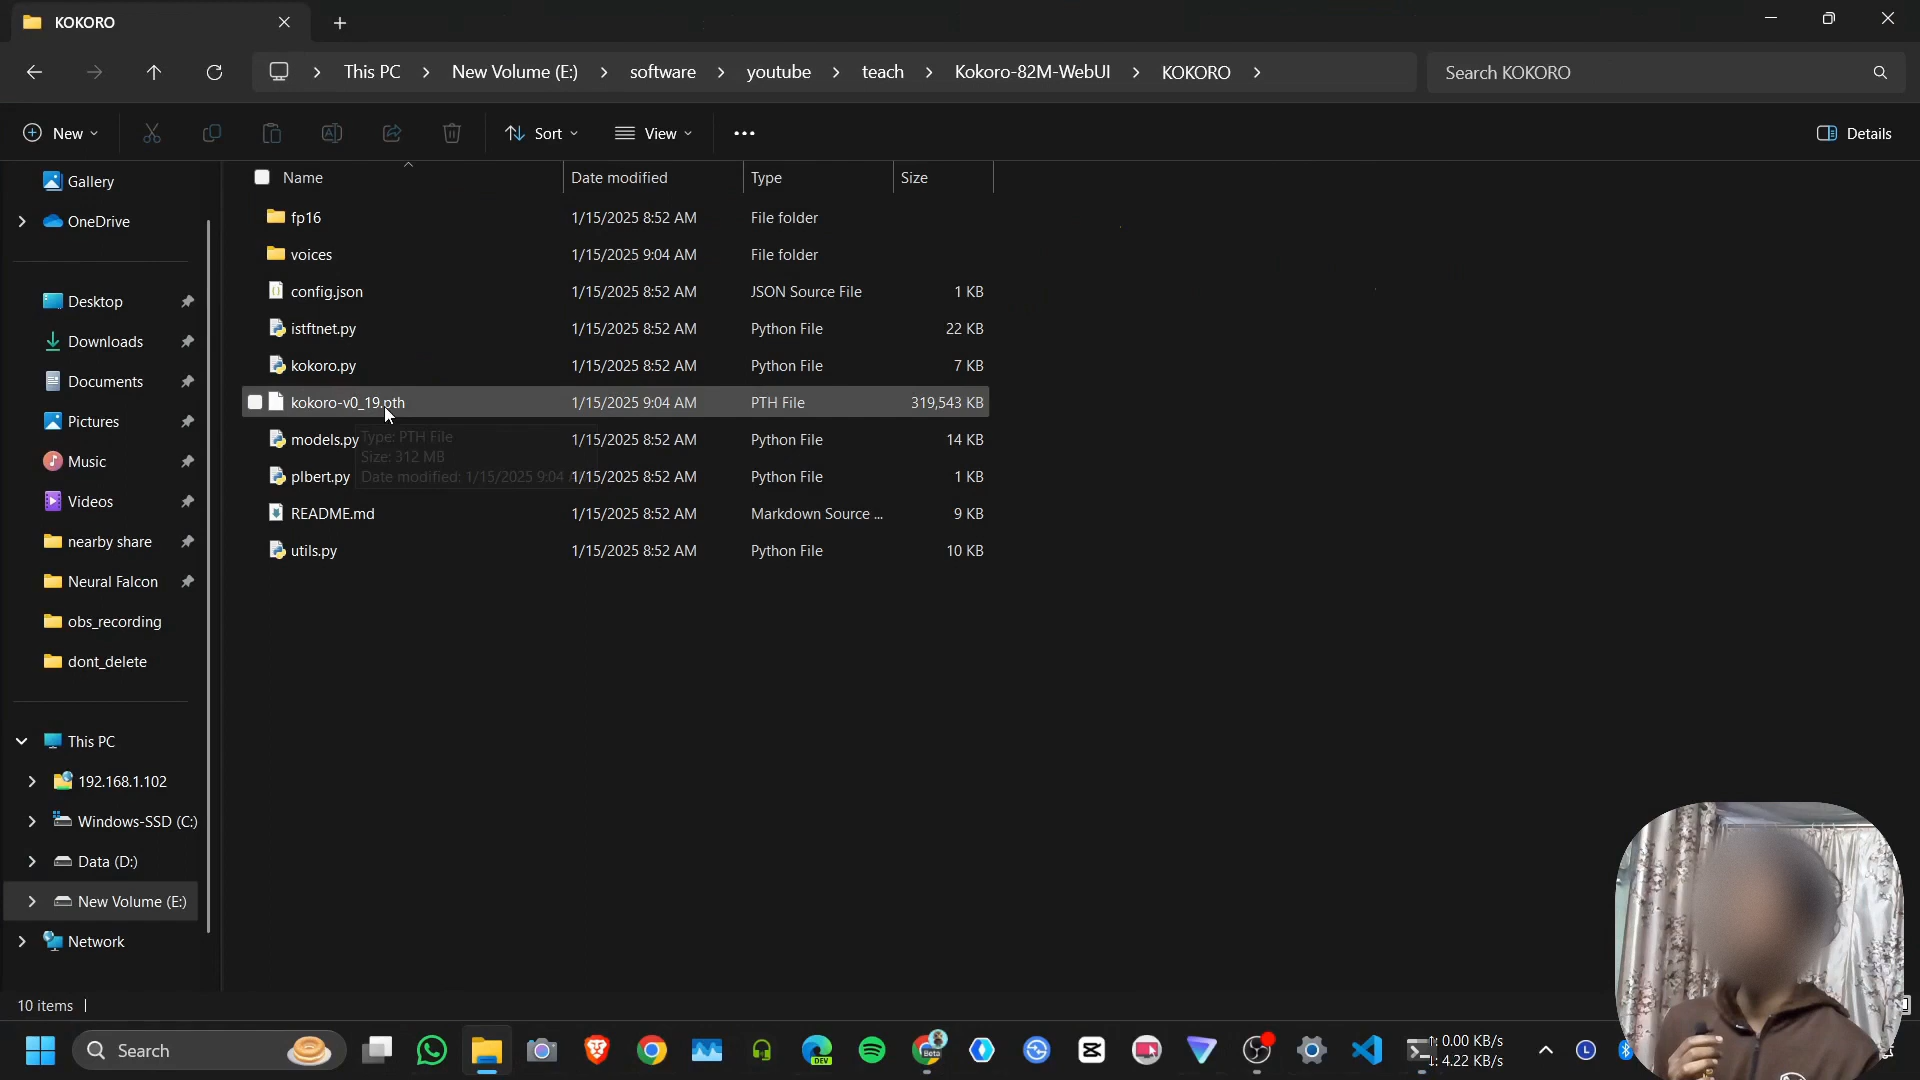 KOKORO
This PC > New Volume (E:) > software > youtube > teach > Kokoro-82M-WebUI > KOKORO >
Search KOKORO
New
Sort
View
Details
Gallery
OneDrive
Desktop
Downloads
Documents
Pictures
Music
Videos
nearby share
Neural Falcon
obs_recording
dont_delete
This PC
192.168.1.102
Windows-SSD (C:)
Data (D:)
New Volume (E:)
Network
Name Date modified Type Size
fp16 1/15/2025 8:52 AM File folder
voices 1/15/2025 9:04 AM File folder
config.json 1/15/2025 8:52 AM JSON Source File 1 KB
istftnet.py 1/15/2025 8:52 AM Python File 22 KB
kokoro.py 1/15/2025 8:52 AM Python File 7 KB
kokoro-v0_19.pth 1/15/2025 9:04 AM PTH File 319,543 KB
models.py 1/15/2025 8:52 AM Python File 14 KB
plbert.py 1/15/2025 8:52 AM Python File 1 KB
README.md 1/15/2025 8:52 AM Markdown Source ... 9 KB
utils.py 1/15/2025 8:52 AM Python File 10 KB
Type: PTH File
Size: 312 MB
Date modified: 1/15/2025 9:04
10 items
Search
DEV
Beta
0.00 KB/s
4.22 KB/s
L